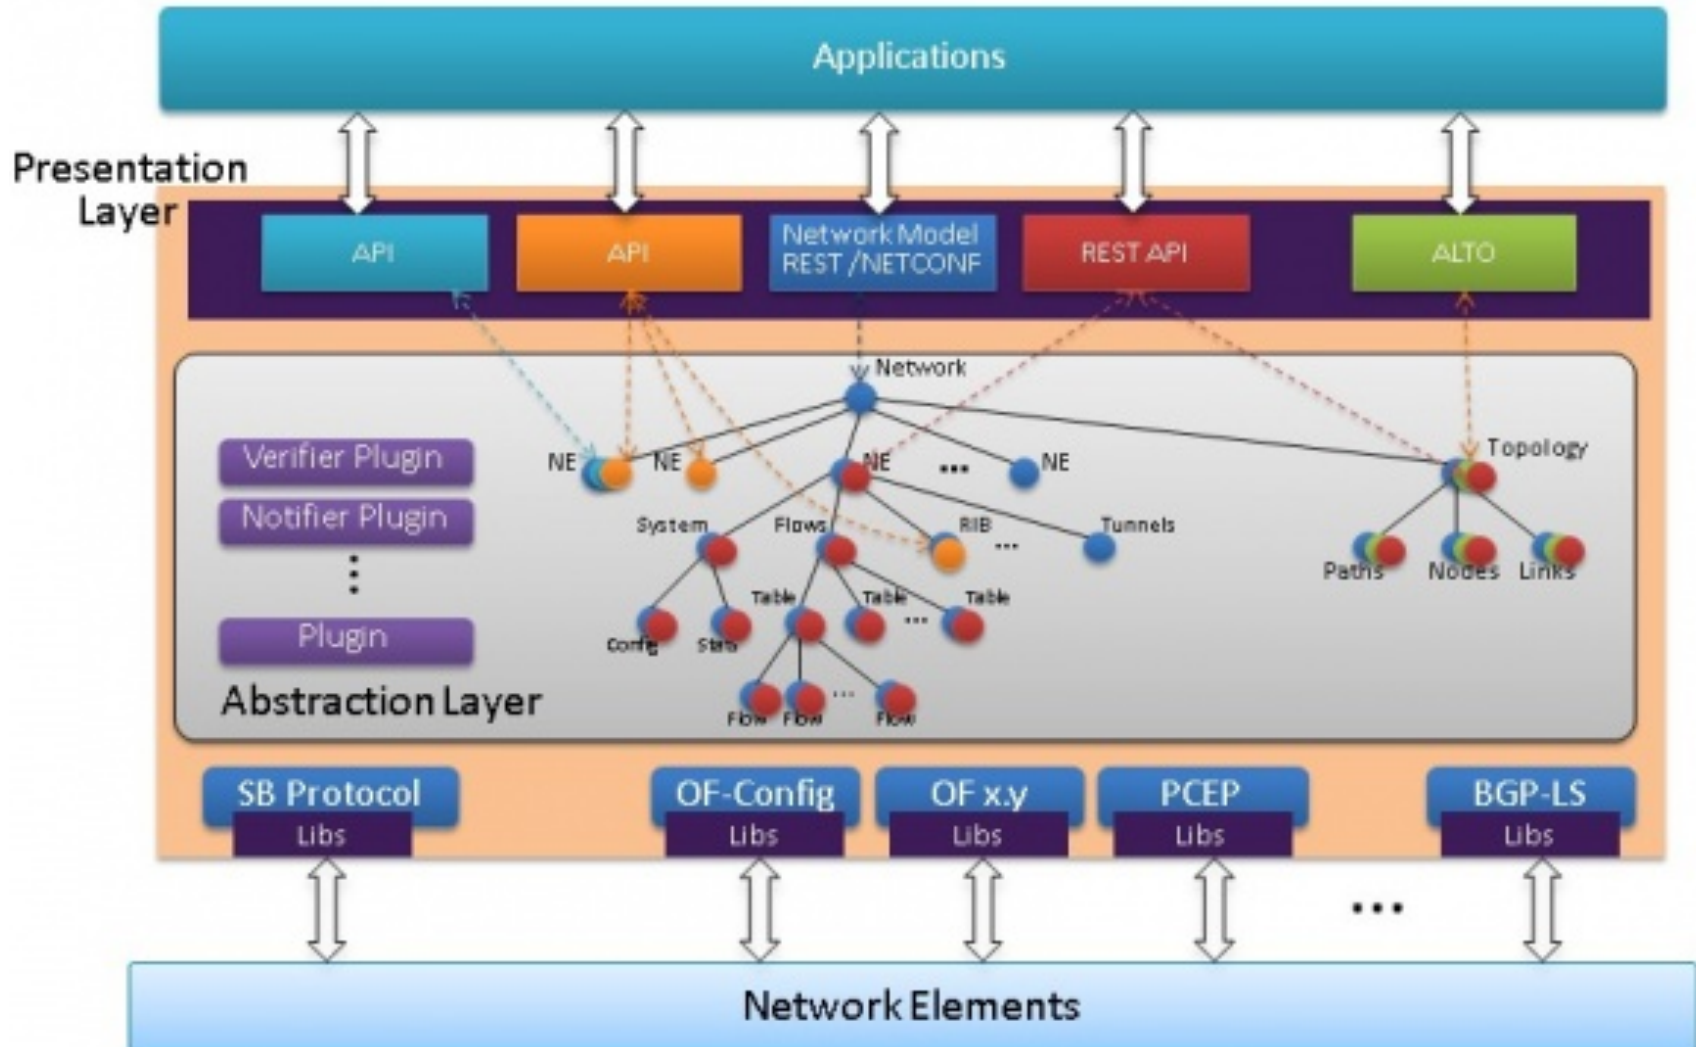 Applications
Presentation
Layer
API
API
Network Model
REST /NETCONF
REST API
ALTO
Network
NE
NE
NE
...
NE
Topology
Verifier Plugin
Notifier Plugin
Plugin
System
Flows
RIB
...
Tunnels
Paths
Nodes
Links
Table
Table
...
Table
Config
Stats
Flow
Flow
...
Flow
Abstraction Layer
SB Protocol
Libs
OF-Config
Libs
OF x.y
Libs
PCEP
Libs
BGP-LS
Libs
...
Network Elements